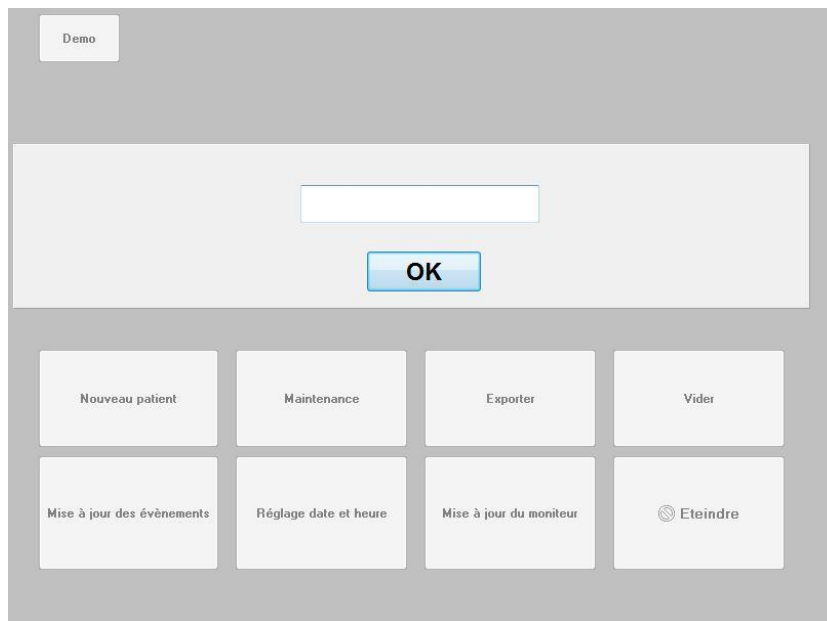 Demo
OK
Nouveau patient
Maintenance
Exporter
Vider
Mise à jour des évènements
Réglage date et heure
Mise à jour du moniteur
Eteindre